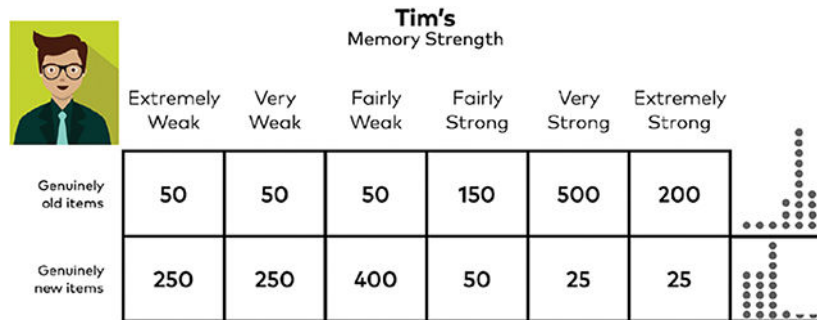 Tim's
Memory Strength
Extremely Weak Very Weak Fairly Weak Fairly Strong Very Strong Extremely Strong
Genuinely old items 50 50 50 150 500 200
Genuinely new items 250 250 400 50 25 25